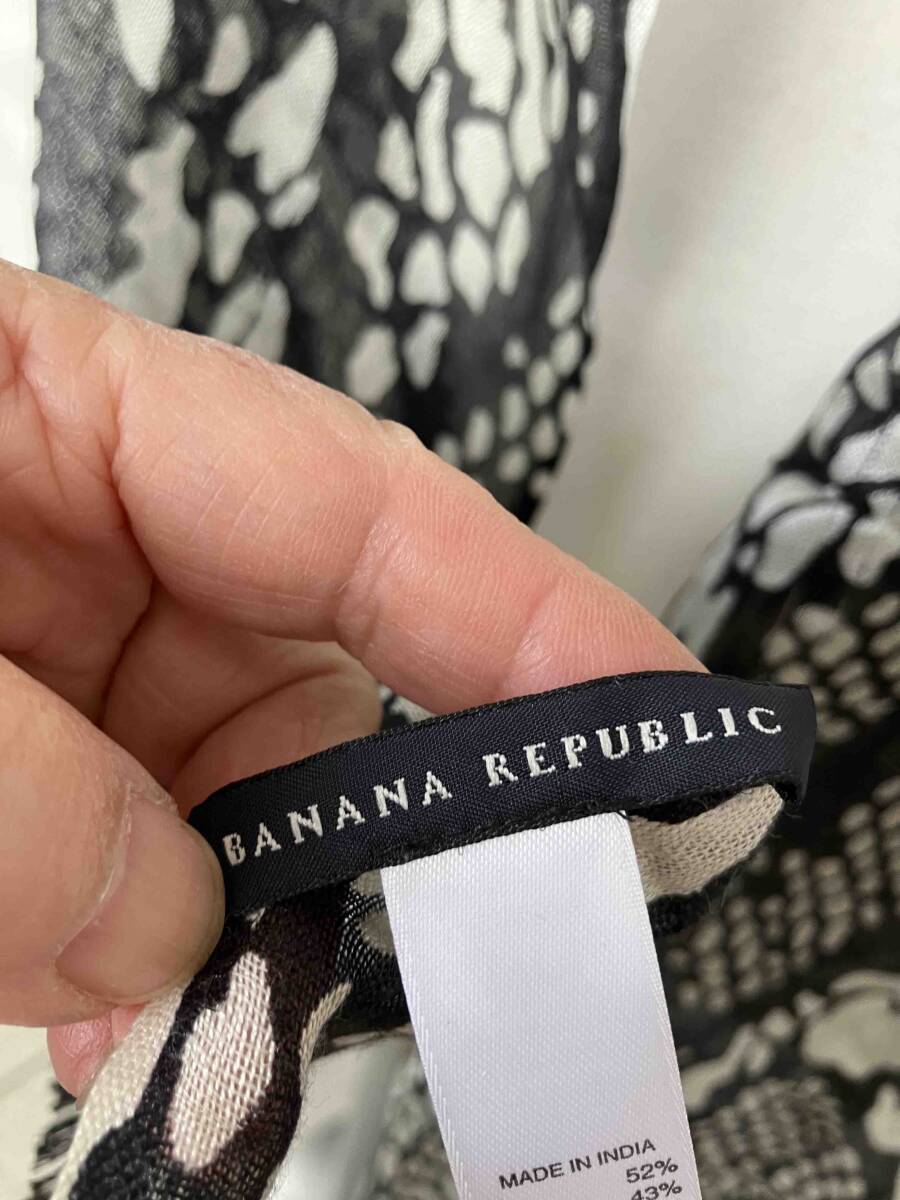 BANANA REPUBLIC
MADE IN INDIA
52%
43%